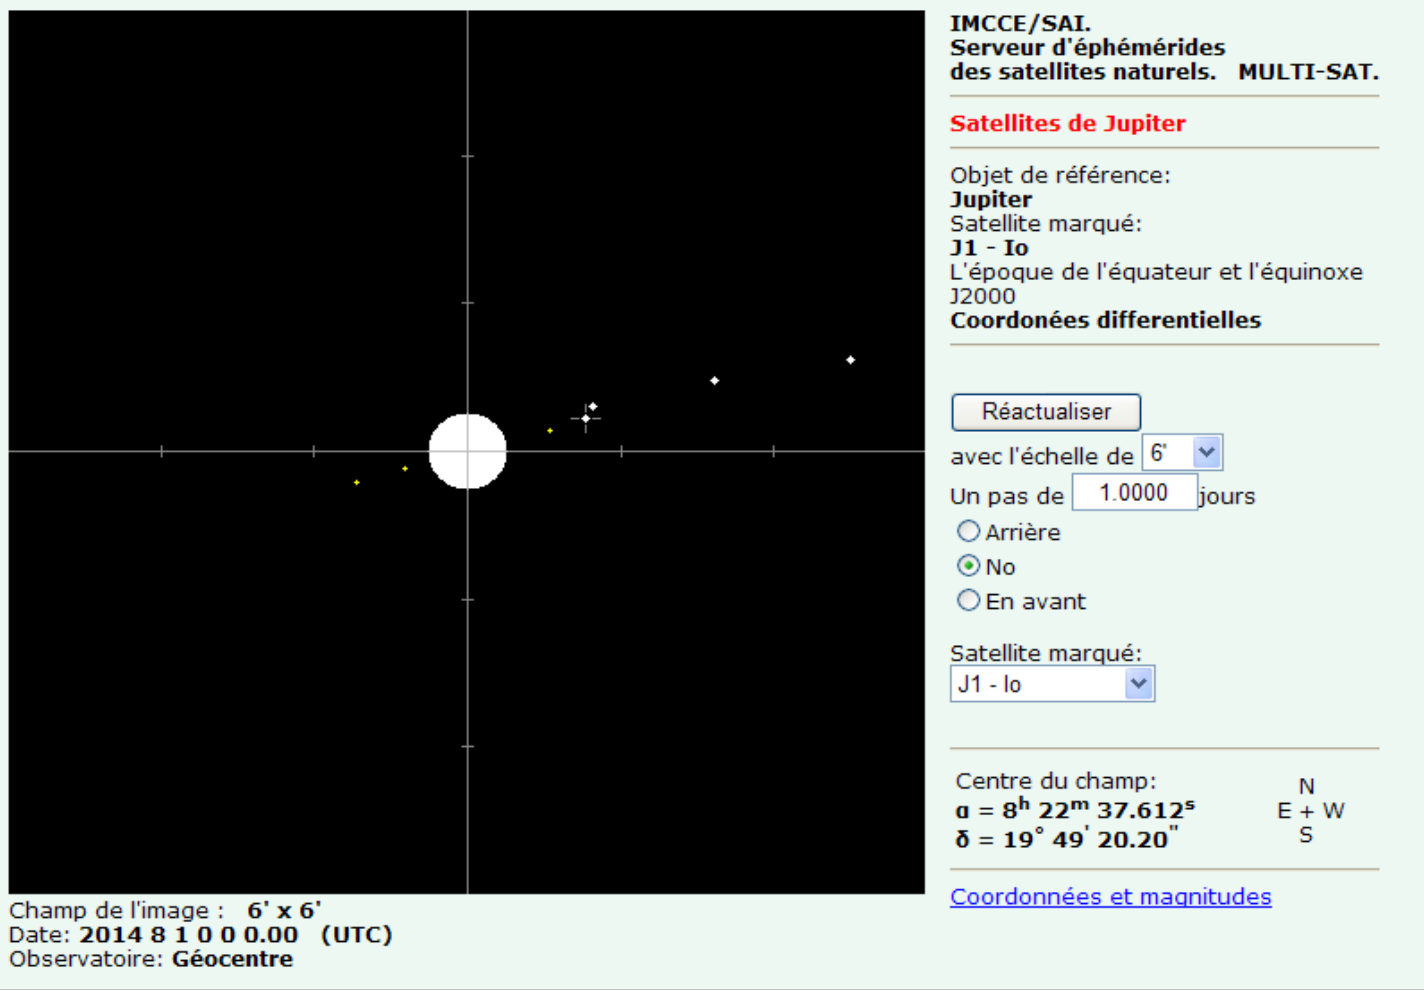 IMCCE/SAI.
Serveur d'éphémérides
des satellites naturels. MULTI-SAT.
Satellites de Jupiter
Objet de référence:
Jupiter
Satellite marqué:
J1 - Io
L'époque de l'équateur et l'équinoxe
J2000
Coordonées differentielles
Réactualiser
avec l'échelle de 6'
Un pas de 1.0000 jours
Arrière
No
En avant
Satellite marqué:
J1 - Io
Centre du champ:
α = 8h 22m 37.612s
δ = 19° 49' 20.20"
N
E + W
S
Coordonnées et magnitudes
Champ de l'image : 6' x 6'
Date: 2014 8 1 0 0 0.00 (UTC)
Observatoire: Géocentre